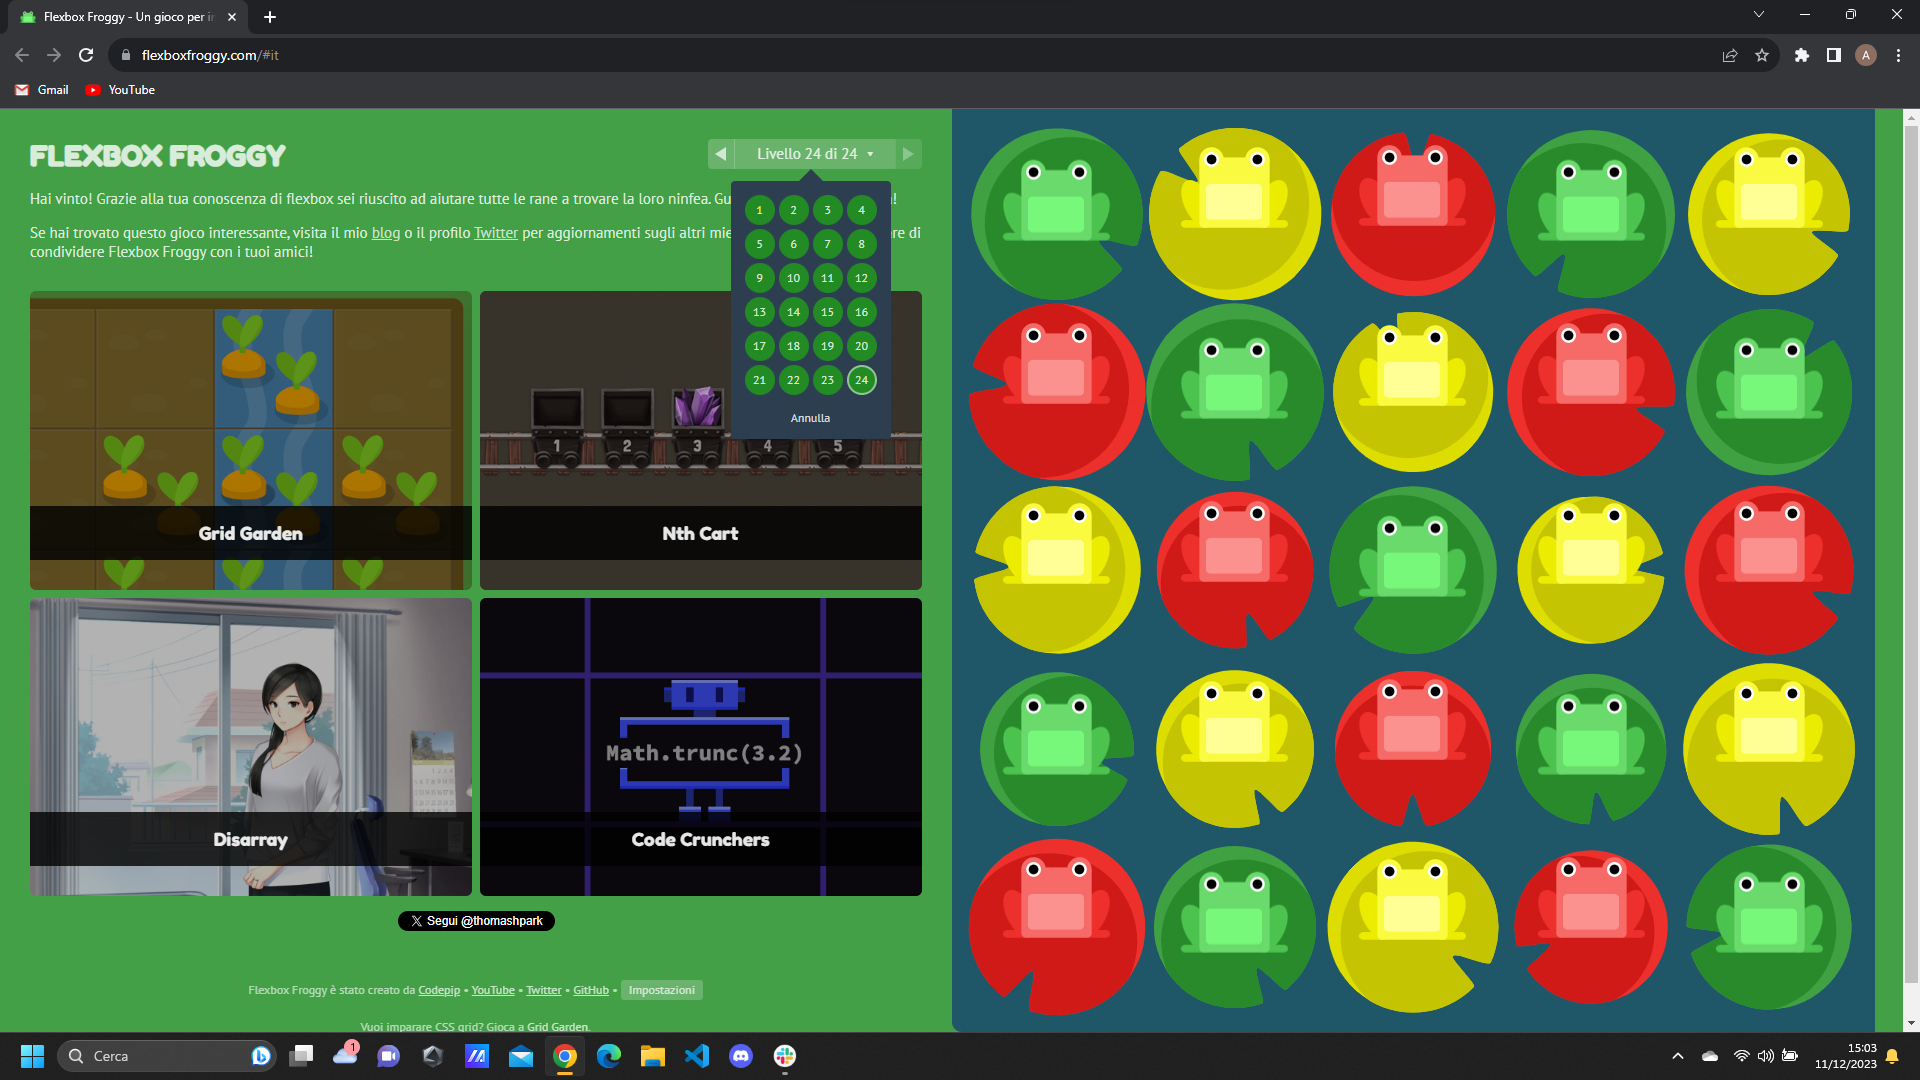 Flexbox Froggy - Un gioco per i
flexboxfroggy.com/#it
A
Gmail
YouTube
FLEXBOX FROGGY
Livello 24 di 24
Hai vinto! Grazie alla tua conoscenza di flexbox sei riuscito ad aiutare tutte le rane a trovare la loro ninfea. Gu
!
Se hai trovato questo gioco interessante, visita il mio blog o il profilo Twitter per aggiornamenti sugli altri mie
re di
condividere Flexbox Froggy con i tuoi amici!
1 2 3 4
5 6 7 8
9 10 11 12
13 14 15 16
17 18 19 20
21 22 23 24
Annulla
1 2 3 4 5
Grid Garden
Nth Cart
Math.trunc(3.2)
Disarray
Code Crunchers
Segui @thomashpark
Flexbox Froggy è stato creato da Codepip • YouTube • Twitter • GitHub • Impostazioni
Vuoi imparare CSS grid? Gioca a Grid Garden.
Cerca
1
15:03
11/12/2023